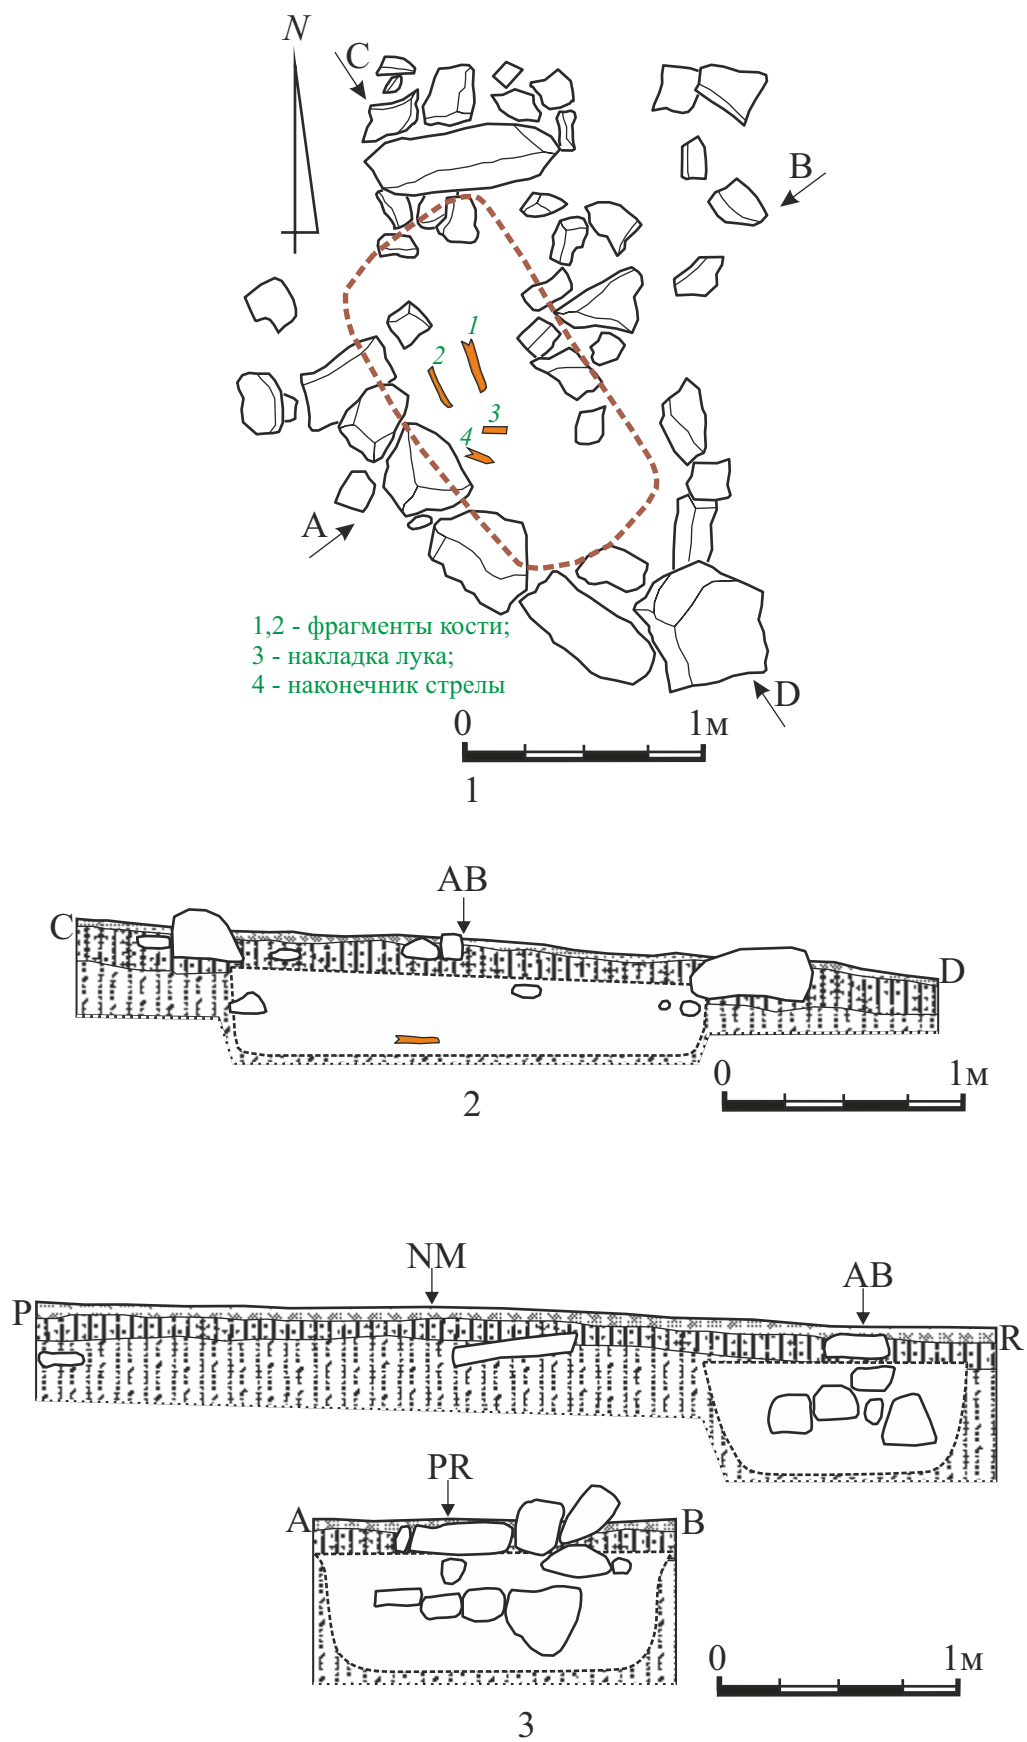 N
C
B
1
2
3
4
A
1,2 - фрагменты кости;
3 - накладка лука;
4 - наконечник стрелы
D
0 1м
1
AB
C
D
0 1м
2
NM
AB
P
R
PR
A
B
0 1м
3